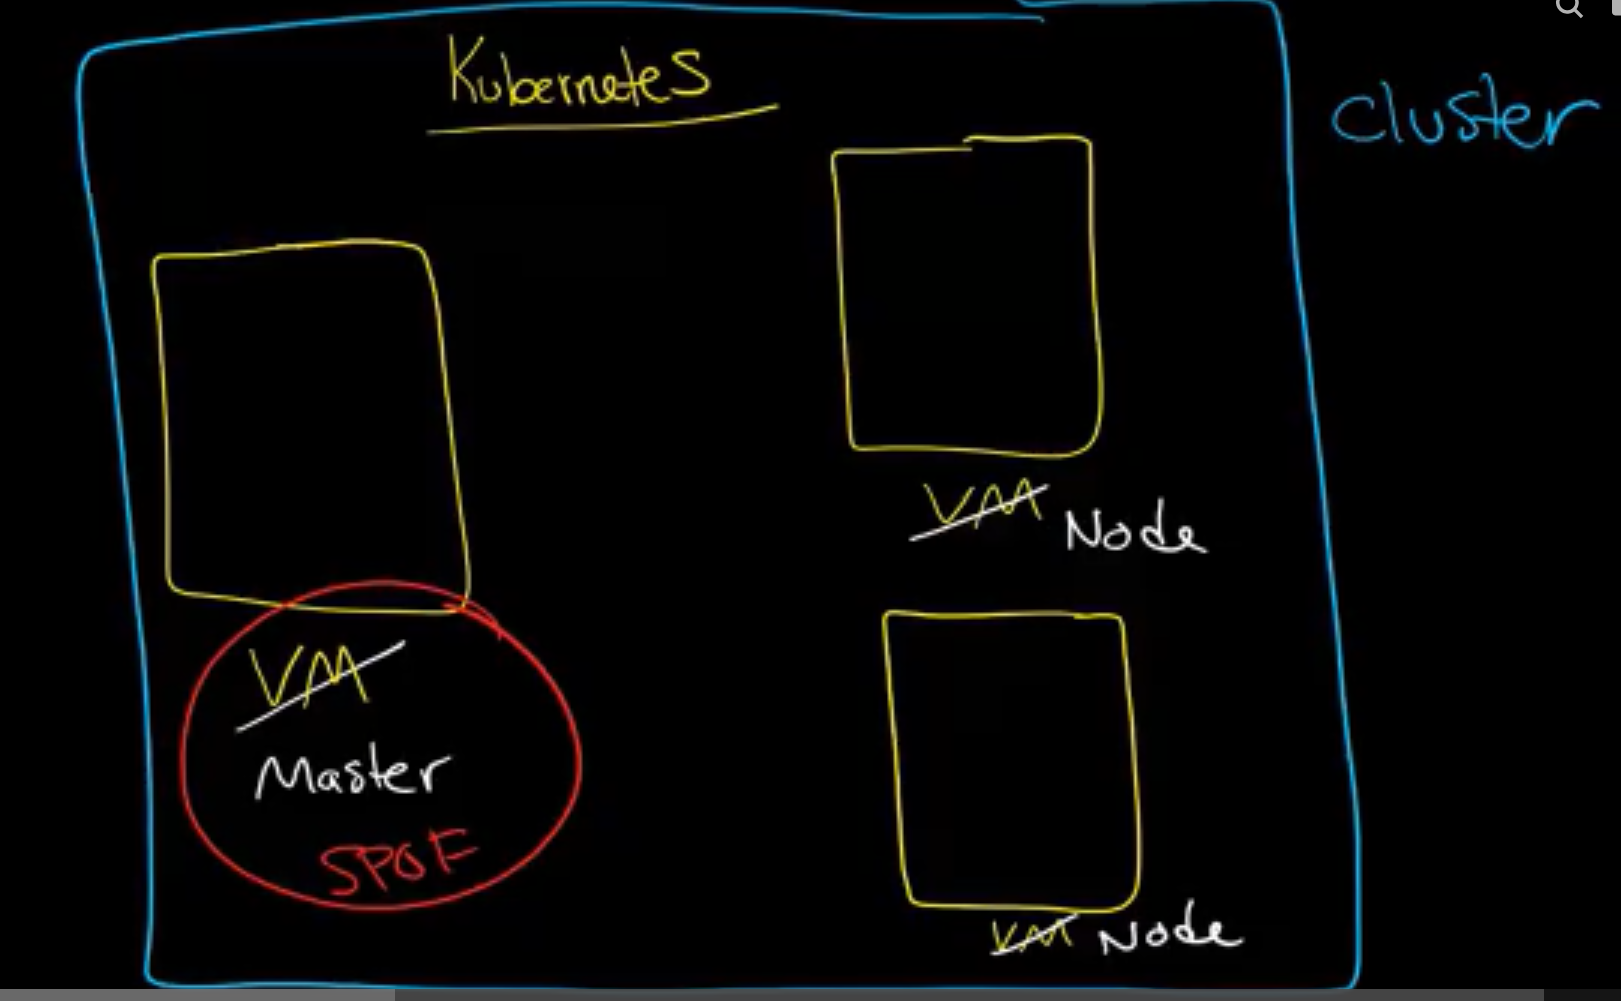 Kubernetes
cluster
VM Node
VM
Master
SPOF
VM Node